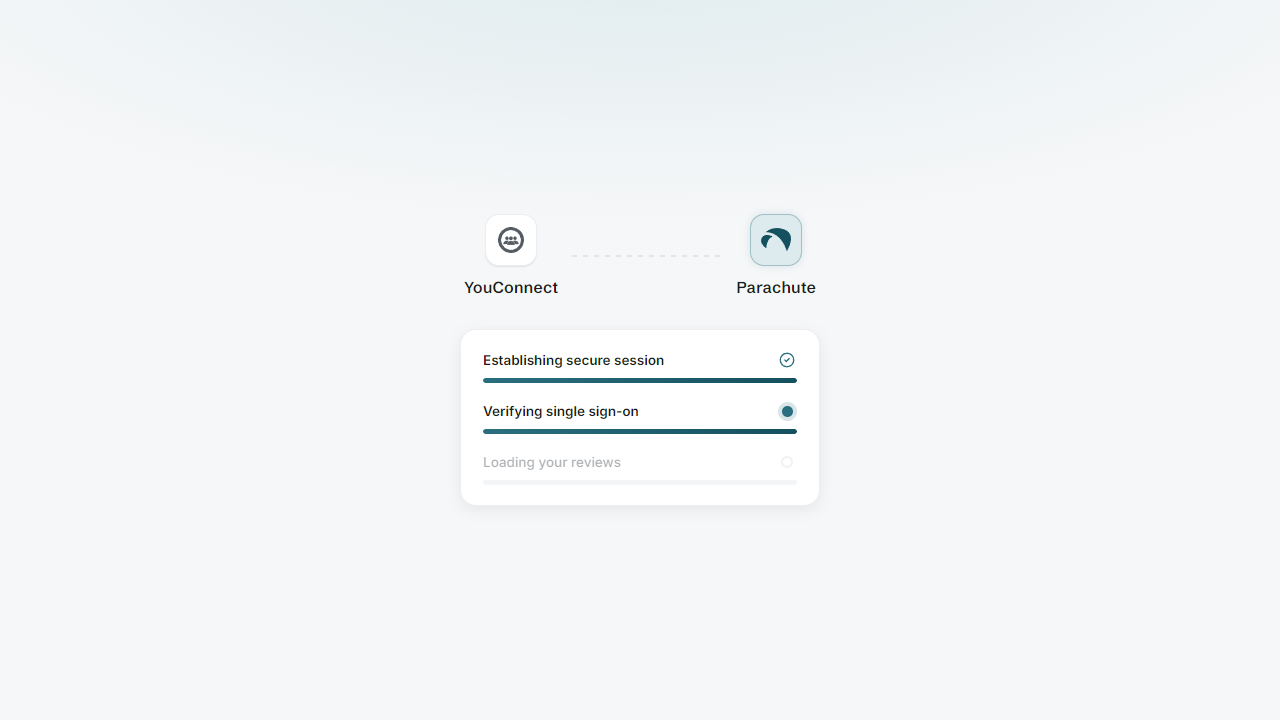 YouConnect
Parachute
Establishing secure session
Verifying single sign-on
Loading your reviews